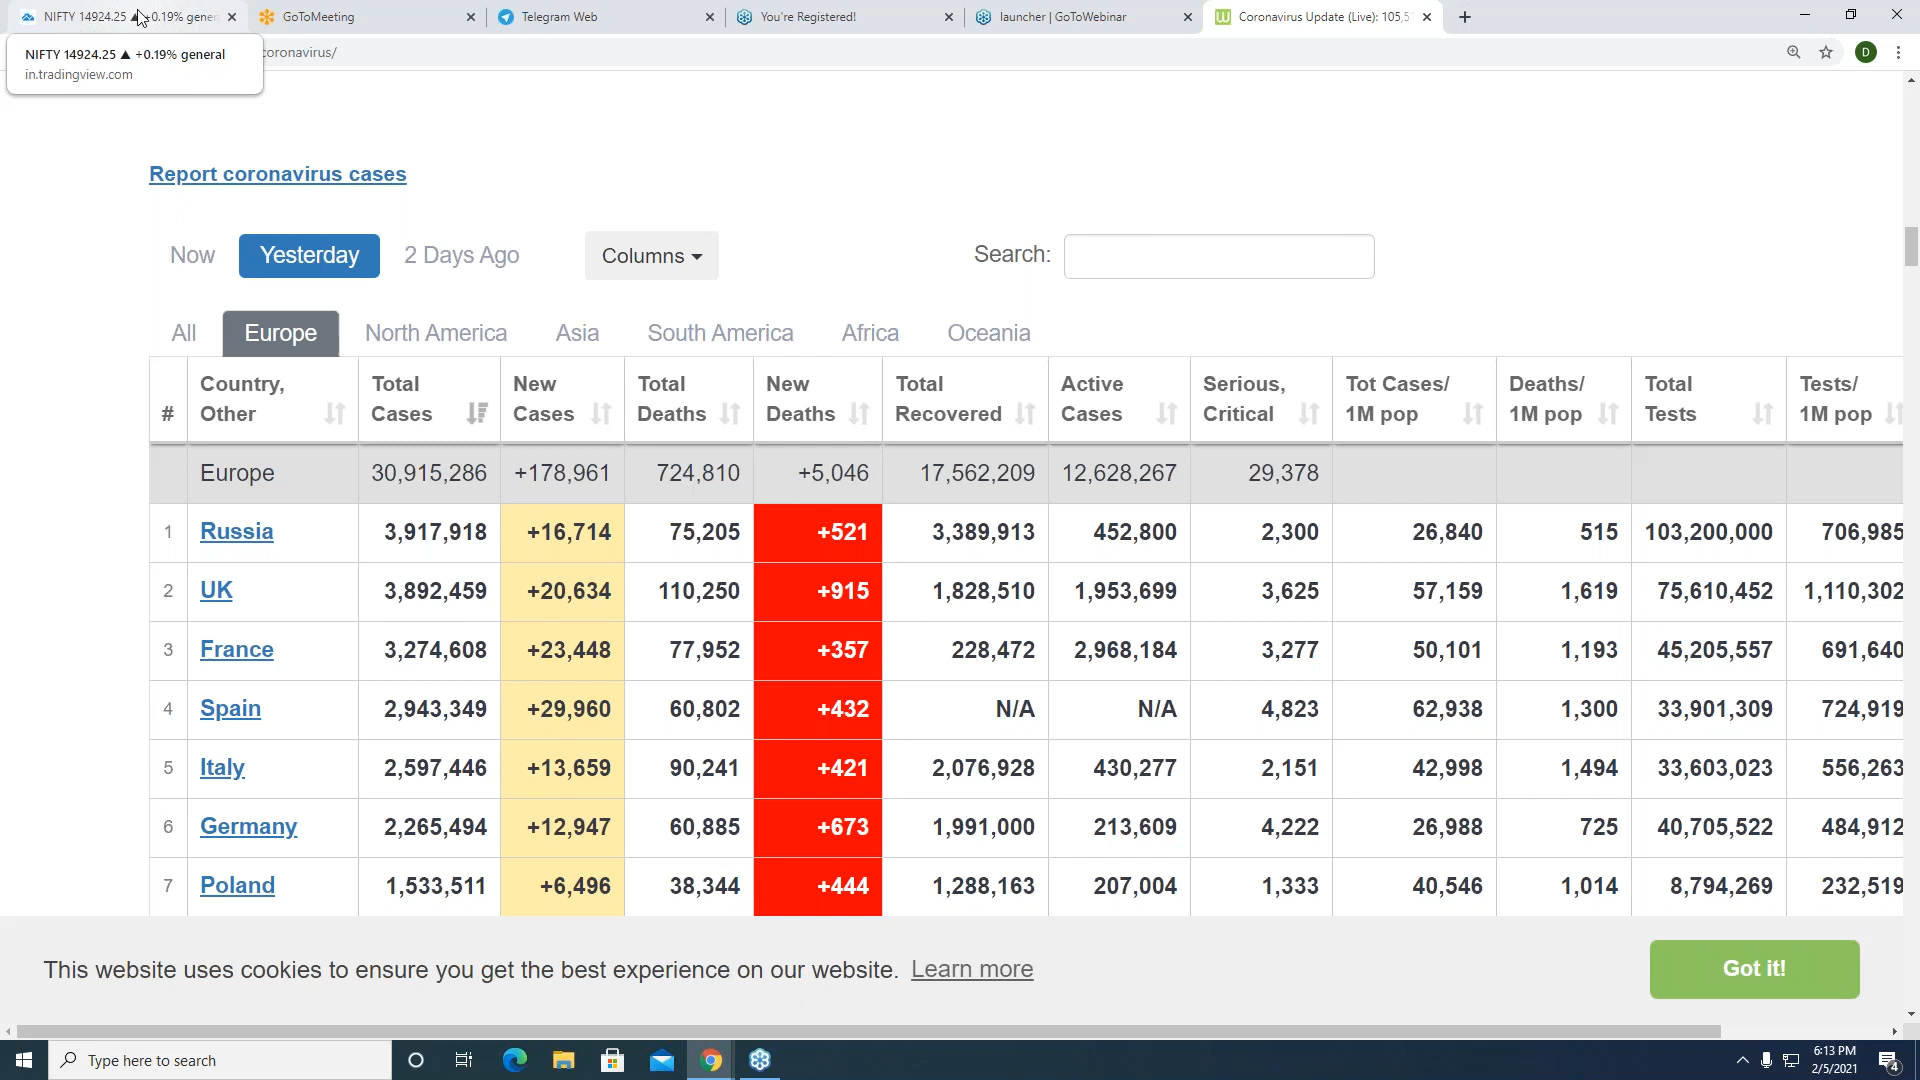 NIFTY 14924.25 ▲ +0.19% gener
GoToMeeting
Telegram Web
You're Registered!
launcher | GoToWebinar
Coronavirus Update (Live): 105,5
NIFTY 14924.25 ▲ +0.19% general
in.tradingview.com
coronavirus/
D
Report coronavirus cases
Now Yesterday 2 Days Ago Columns Search:
All Europe North America Asia South America Africa Oceania
# Country, Other Total Cases New Cases Total Deaths New Deaths Total Recovered Active Cases Serious, Critical Tot Cases/ 1M pop Deaths/ 1M pop Total Tests Tests/ 1M pop
Europe 30,915,286 +178,961 724,810 +5,046 17,562,209 12,628,267 29,378
1 Russia 3,917,918 +16,714 75,205 +521 3,389,913 452,800 2,300 26,840 515 103,200,000 706,985
2 UK 3,892,459 +20,634 110,250 +915 1,828,510 1,953,699 3,625 57,159 1,619 75,610,452 1,110,302
3 France 3,274,608 +23,448 77,952 +357 228,472 2,968,184 3,277 50,101 1,193 45,205,557 691,640
4 Spain 2,943,349 +29,960 60,802 +432 N/A N/A 4,823 62,938 1,300 33,901,309 724,919
5 Italy 2,597,446 +13,659 90,241 +421 2,076,928 430,277 2,151 42,998 1,494 33,603,023 556,263
6 Germany 2,265,494 +12,947 60,885 +673 1,991,000 213,609 4,222 26,988 725 40,705,522 484,912
7 Poland 1,533,511 +6,496 38,344 +444 1,288,163 207,004 1,333 40,546 1,014 8,794,269 232,519
This website uses cookies to ensure you get the best experience on our website. Learn more
Got it!
Type here to search
6:13 PM
2/5/2021
4